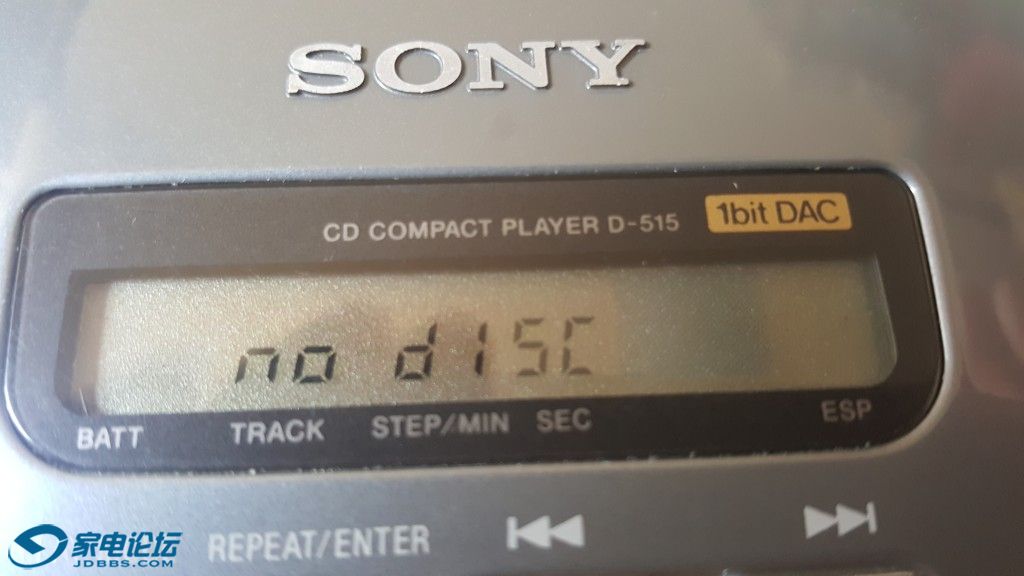 SONY
CD COMPACT PLAYER D-515 1bit DAC
no diSC
BATT TRACK STEP/MIN SEC ESP
REPEAT/ENTER
家电论坛
JDBBS.COM